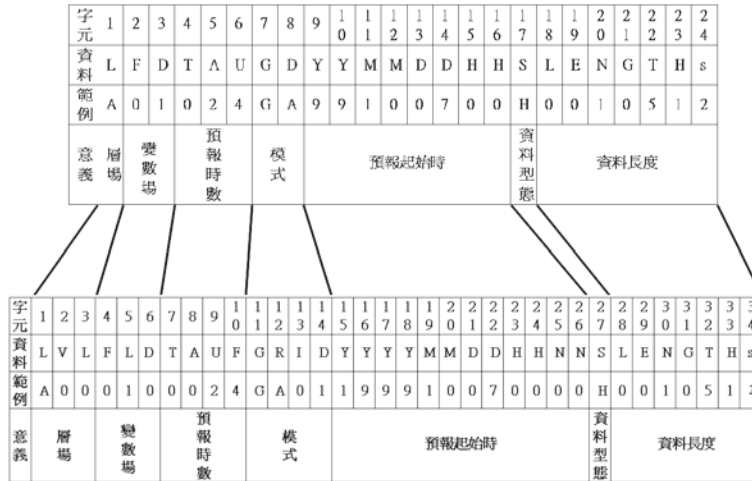 字元 1 2 3 4 5 6 7 8 9 10 11 12 13 14 15 16 17 18 19 20 21 22 23 24
資料 L F D T A U G D Y Y M M D D H H S L E N G T H s
範例 A 0 1 0 2 4 G A 9 9 1 0 0 7 0 0 H 0 0 1 0 5 1 2
意義 層場 變數場 預報時數 模式 預報起始時 資料型態 資料長度
字元 1 2 3 4 5 6 7 8 9 10 11 12 13 14 15 16 17 18 19 20 21 22 23 24 25 26 27 28 29 30 31 32 33 34
資料 L V L F L D T A U F G R I D Y Y Y Y M M D D H H N N S L E N G T H s
範例 A 0 0 0 1 0 0 0 2 4 G A 0 1 1 9 9 9 1 0 0 7 0 0 0 0 H 0 0 1 0 5 1 2
意義 層場 變數場 預報時數 模式 預報起始時 資料型態 資料長度